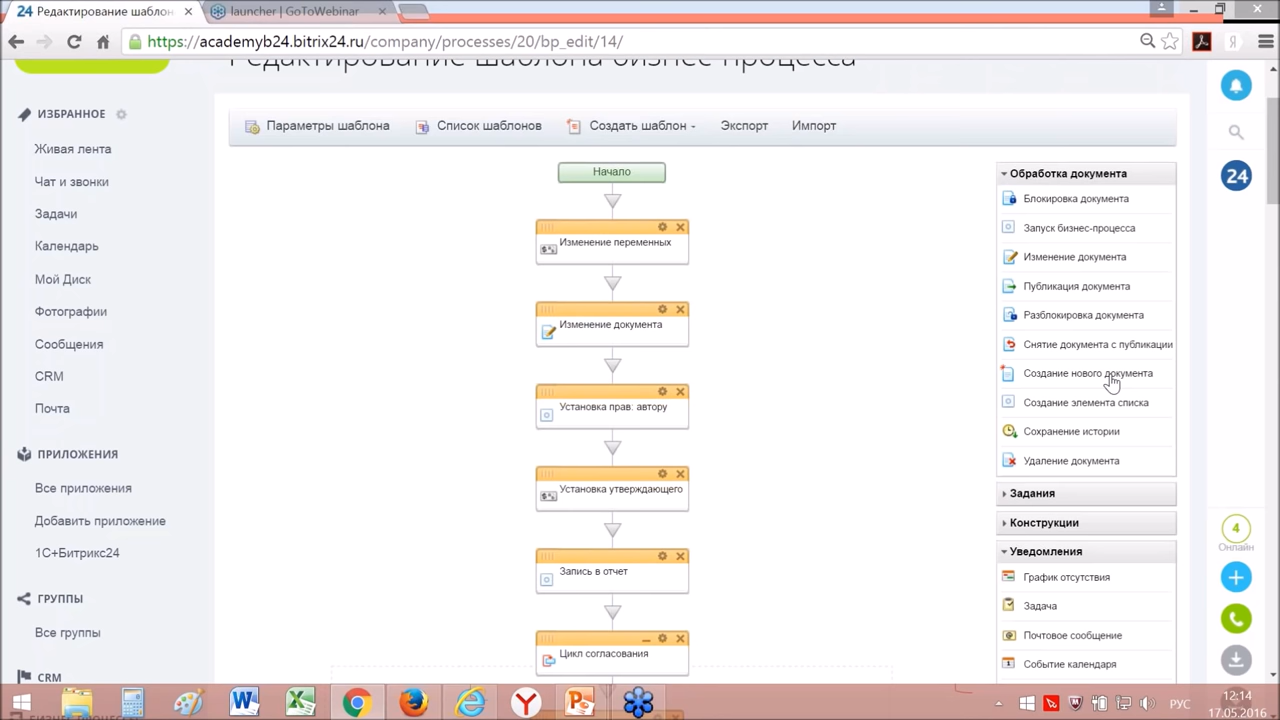 24 Редактирование шаблон
launcher | GoToWebinar
https://academyb24.bitrix24.ru/company/processes/20/bp_edit/14/
Редактирование шаблона бизнес-процесса
ИЗБРАННОЕ
Живая лента
Чат и звонки
Задачи
Календарь
Мой Диск
Фотографии
Сообщения
CRM
Почта
ПРИЛОЖЕНИЯ
Все приложения
Добавить приложение
1С+Битрикс24
ГРУППЫ
Все группы
CRM
Параметры шаблона
Список шаблонов
Создать шаблон
Экспорт
Импорт
Начало
Изменение переменных
Изменение документа
Установка прав: автору
Установка утверждающего
Запись в отчет
Цикл согласования
Обработка документа
Блокировка документа
Запуск бизнес-процесса
Изменение документа
Публикация документа
Разблокировка документа
Снятие документа с публикации
Создание нового документа
Создание элемента списка
Сохранение истории
Удаление документа
Задания
Конструкции
Уведомления
График отсутствия
Задача
Почтовое сообщение
Событие календаря
24
4
Онлайн
РУС
12:14
17.05.2016